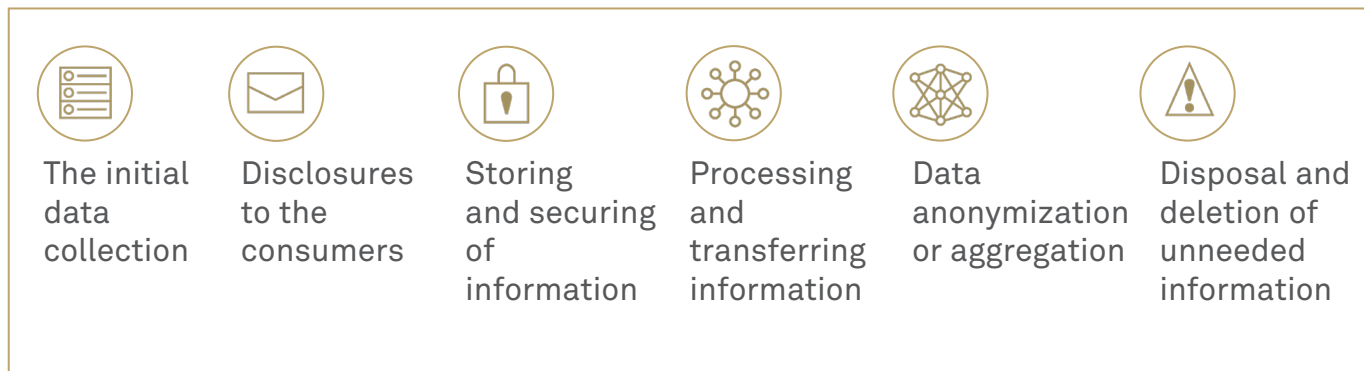 The initial
data
collection
Disclosures
to the
consumers
Storing
and securing
of
information
Processing
and
transferring
information
Data
anonymization
or aggregation
Disposal and
deletion of
unneeded
information